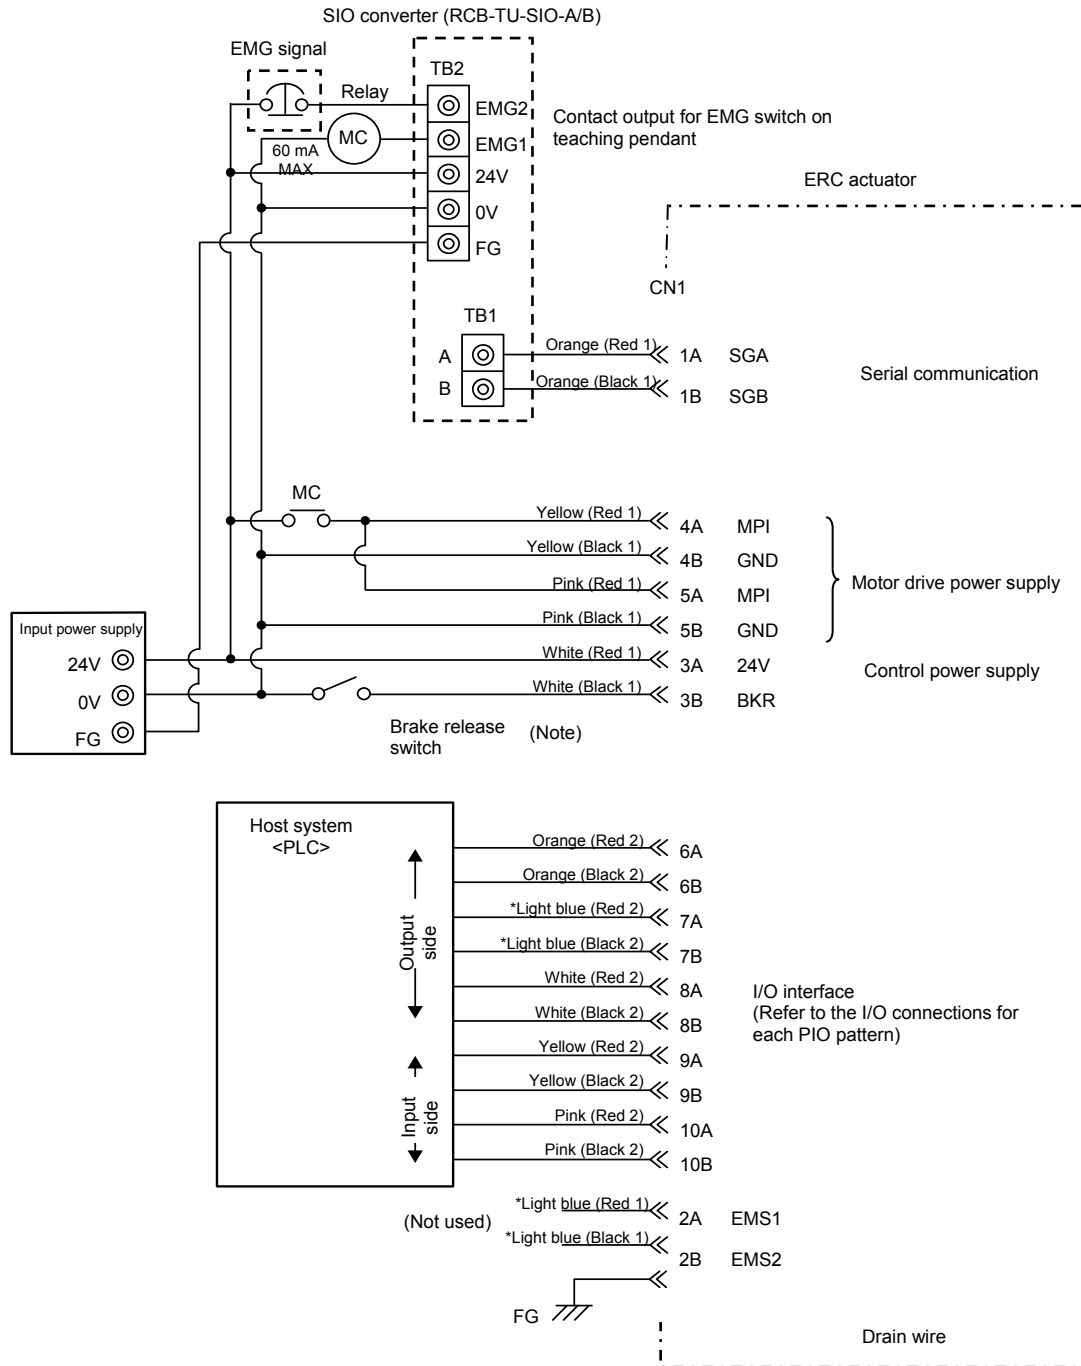 SIO converter (RCB-TU-SIO-A/B)
EMG signal
TB2
Relay
EMG2
MC
EMG1
60 mA
MAX
24V
0V
FG
Contact output for EMG switch on
teaching pendant
ERC actuator
CN1
TB1
A
Orange (Red 1)
1A SGA
B
Orange (Black 1)
1B SGB
Serial communication
MC
Yellow (Red 1)
4A MPI
Yellow (Black 1)
4B GND
Pink (Red 1)
5A MPI
Pink (Black 1)
5B GND
Motor drive power supply
Input power supply
24V
White (Red 1)
3A 24V
Control power supply
0V
White (Black 1)
3B BKR
FG
Brake release
switch
(Note)
Host system
<PLC>
Output
side
Input
side
Orange (Red 2)
6A
Orange (Black 2)
6B
*Light blue (Red 2)
7A
*Light blue (Black 2)
7B
White (Red 2)
8A
White (Black 2)
8B
Yellow (Red 2)
9A
Yellow (Black 2)
9B
Pink (Red 2)
10A
Pink (Black 2)
10B
I/O interface
(Refer to the I/O connections for
each PIO pattern)
(Not used)
*Light blue (Red 1)
2A EMS1
*Light blue (Black 1)
2B EMS2
FG
Drain wire